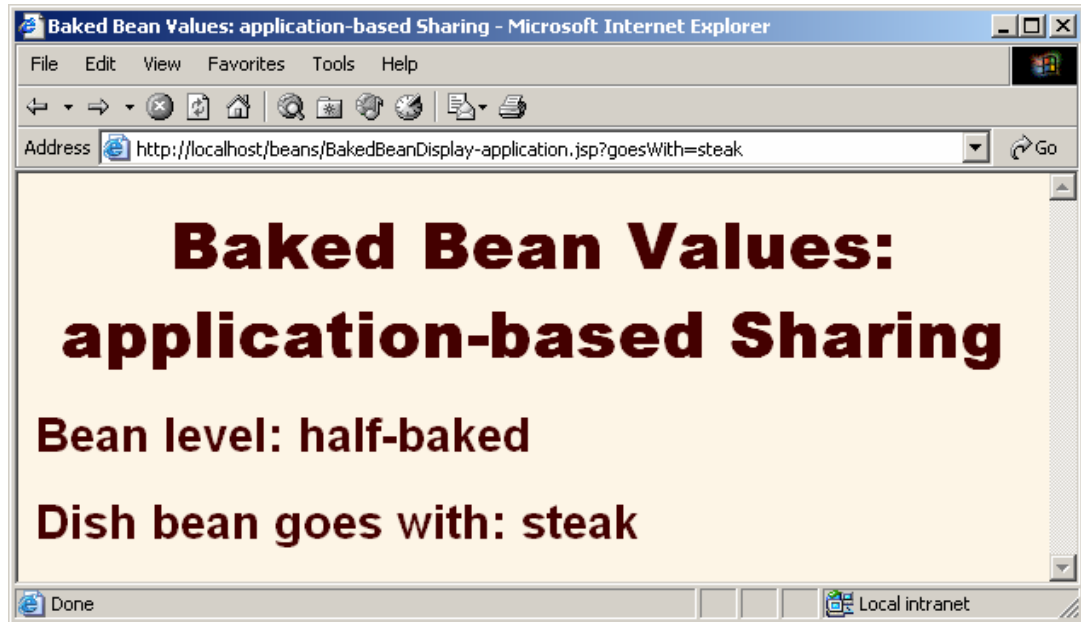 Baked Bean Values: application-based Sharing - Microsoft Internet Explorer
File Edit View Favorites Tools Help
Address http://localhost/beans/BakedBeanDisplay-application.jsp?goesWith=steak Go
Baked Bean Values:
application-based Sharing
Bean level: half-baked
Dish bean goes with: steak
Done Local intranet